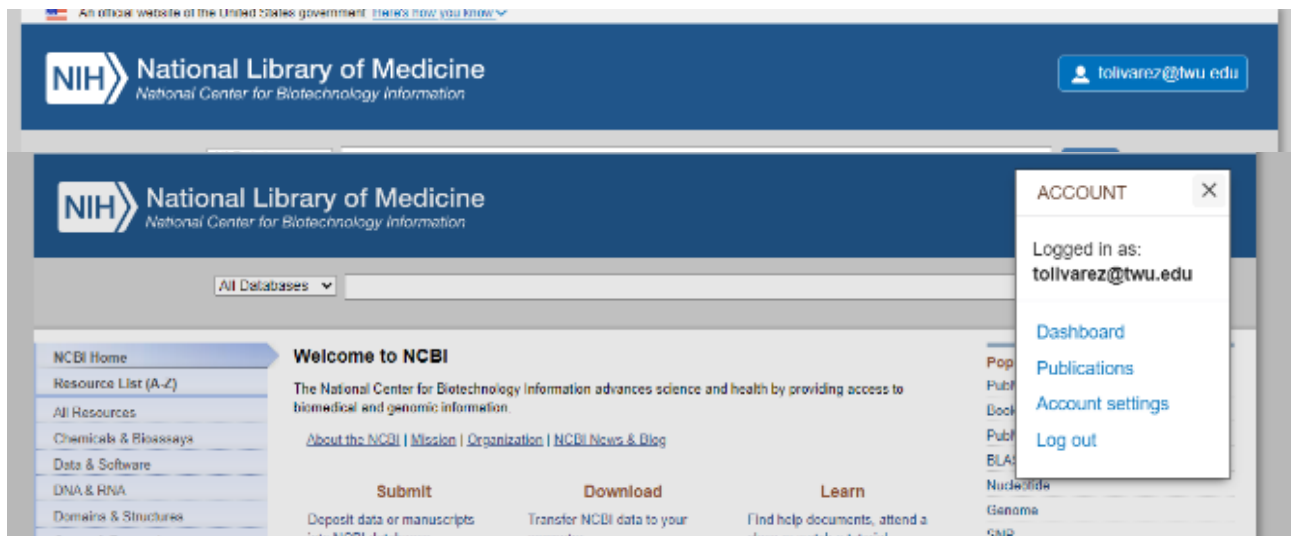 An official website of the United States government Here's how you know
NIH National Library of Medicine
National Center for Biotechnology Information
tolivarez@twu.edu
NIH National Library of Medicine
National Center for Biotechnology Information
ACCOUNT
Logged in as:
tolivarez@twu.edu
Dashboard
Publications
Account settings
Log out
All Databases
NCBI Home
Resource List (A-Z)
All Resources
Chemicals & Bioassays
Data & Software
DNA & RNA
Domains & Structures
Welcome to NCBI
The National Center for Biotechnology Information advances science and health by providing access to
biomedical and genomic information.
About the NCBI | Mission | Organization | NCBI News & Blog
Submit
Deposit data or manuscripts
Download
Transfer NCBI data to your
Learn
Find help documents, attend a
Pop
Book
BLA
Nucleotide
Genome
SNP